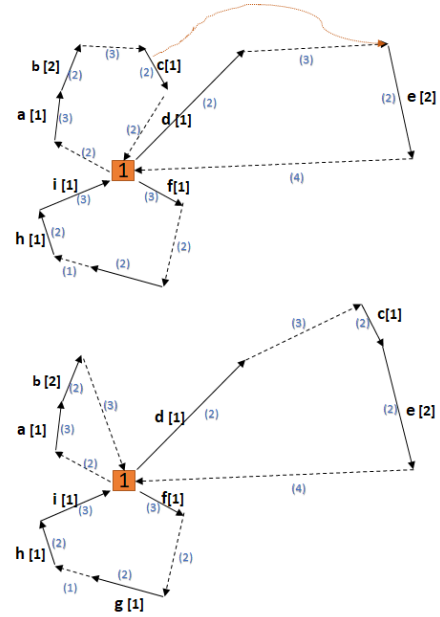 b [2]
(3)
c[1]
(3)
(2)
(2)
e [2]
(2)
a [1]
(3)
(2)
d [1]
(2)
(2)
(2)
1
(4)
i [1]
f[1]
(3)
(3)
h [1]
(2)
(2)
(1)
(2)
c[1]
(3)
(2)
b [2]
(2)
(3)
d [1]
(2)
e [2]
(2)
a [1]
(3)
(2)
1
(4)
i [1]
f[1]
(3)
(3)
h [1]
(2)
(2)
(1)
(2)
g [1]